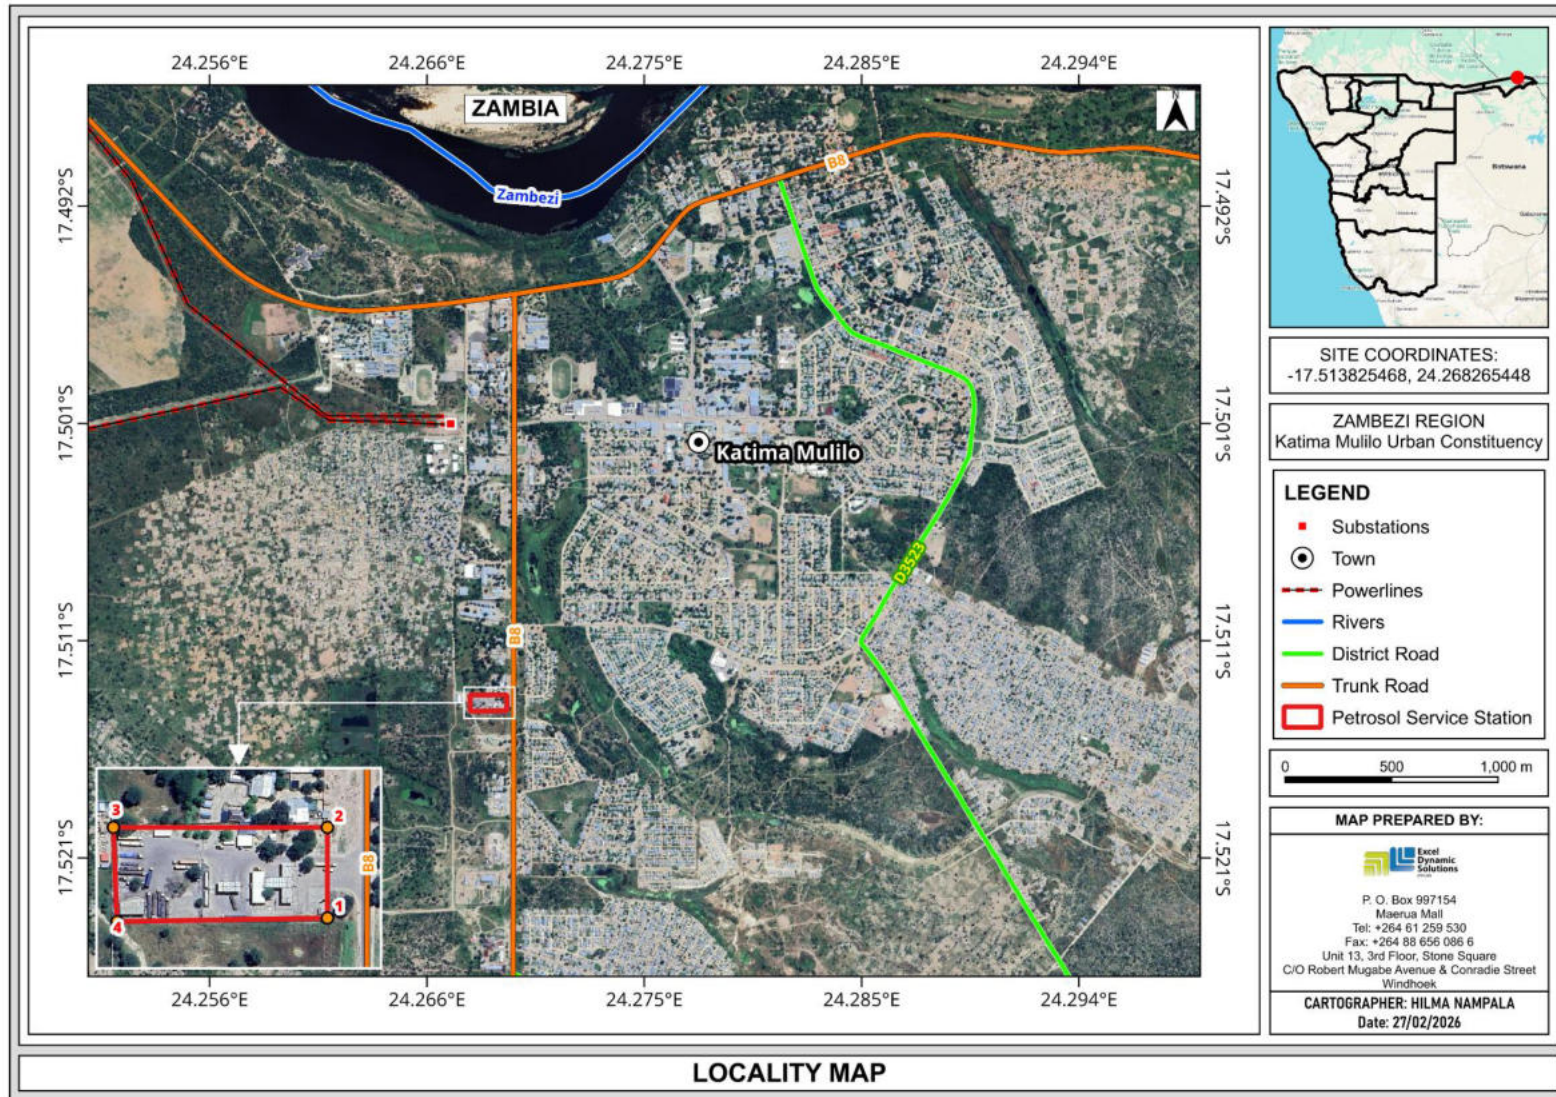 24.256°E 24.266°E 24.275°E 24.285°E 24.294°E
ZAMBIA
N
B8
Zambezi
17.492°S
17.492°S
17.501°S
17.501°S
Katima Mulilo
D3523
17.511°S
17.511°S
B8
3
2
17.521°S
17.521°S
B8
1
4
24.256°E 24.266°E 24.275°E 24.285°E 24.294°E
Botswana
SITE COORDINATES:
-17.513825468, 24.268265448
ZAMBEZI REGION
Katima Mulilo Urban Constituency
LEGEND
Substations
Town
Powerlines
Rivers
District Road
Trunk Road
Petrosol Service Station
0 500 1,000 m
MAP PREPARED BY:
Excel
Dynamic
Solutions
P. O. Box 997154
Maerua Mall
Tel: +264 61 259 530
Fax: +264 88 656 086 6
Unit 13, 3rd Floor, Stone Square
C/O Robert Mugabe Avenue & Conradie Street
Windhoek
CARTOGRAPHER: HILMA NAMPALA
Date: 27/02/2026
LOCALITY MAP